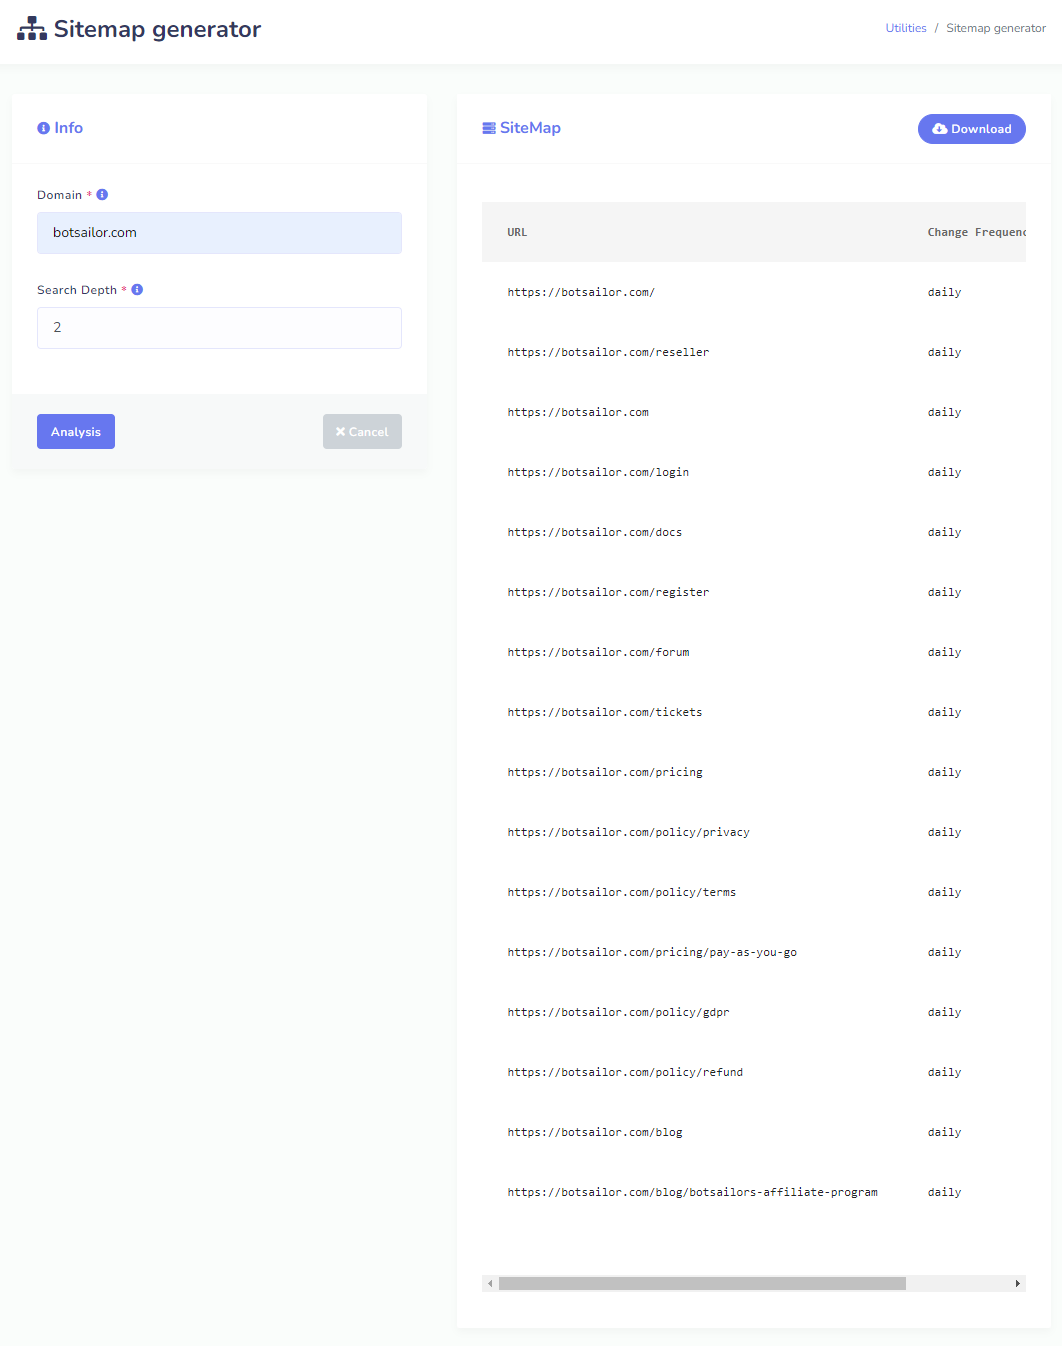 Sitemap generator
Utilities / Sitemap generator
Info
Domain *
botsailor.com
Search Depth *
2
Analysis
Cancel
SiteMap
Download
URL Change Frequenc
https://botsailor.com/ daily
https://botsailor.com/reseller daily
https://botsailor.com daily
https://botsailor.com/login daily
https://botsailor.com/docs daily
https://botsailor.com/register daily
https://botsailor.com/forum daily
https://botsailor.com/tickets daily
https://botsailor.com/pricing daily
https://botsailor.com/policy/privacy daily
https://botsailor.com/policy/terms daily
https://botsailor.com/pricing/pay-as-you-go daily
https://botsailor.com/policy/gdpr daily
https://botsailor.com/policy/refund daily
https://botsailor.com/blog daily
https://botsailor.com/blog/botsailors-affiliate-program daily